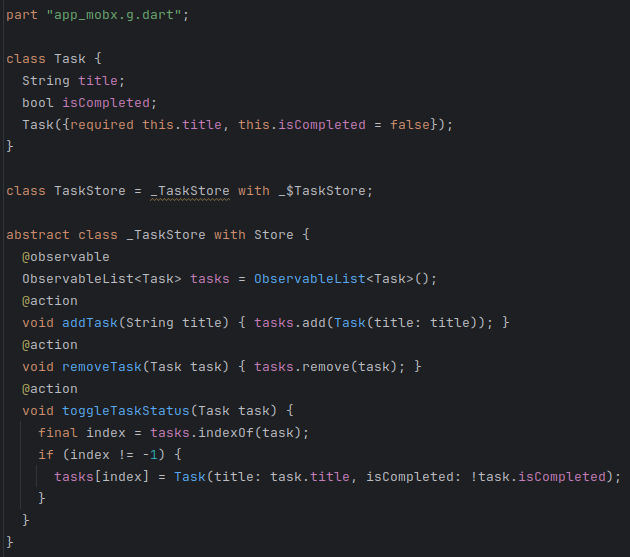 part "app_mobx.g.dart";
class Task {
String title;
bool isCompleted;
Task({required this.title, this.isCompleted = false});
}
class TaskStore = _TaskStore with _$TaskStore;
abstract class _TaskStore with Store {
@observable
ObservableList<Task> tasks = ObservableList<Task>();
@action
void addTask(String title) { tasks.add(Task(title: title)); }
@action
void removeTask(Task task) { tasks.remove(task); }
@action
void toggleTaskStatus(Task task) {
final index = tasks.indexOf(task);
if (index != -1) {
tasks[index] = Task(title: task.title, isCompleted: !task.isCompleted);
}
}
}